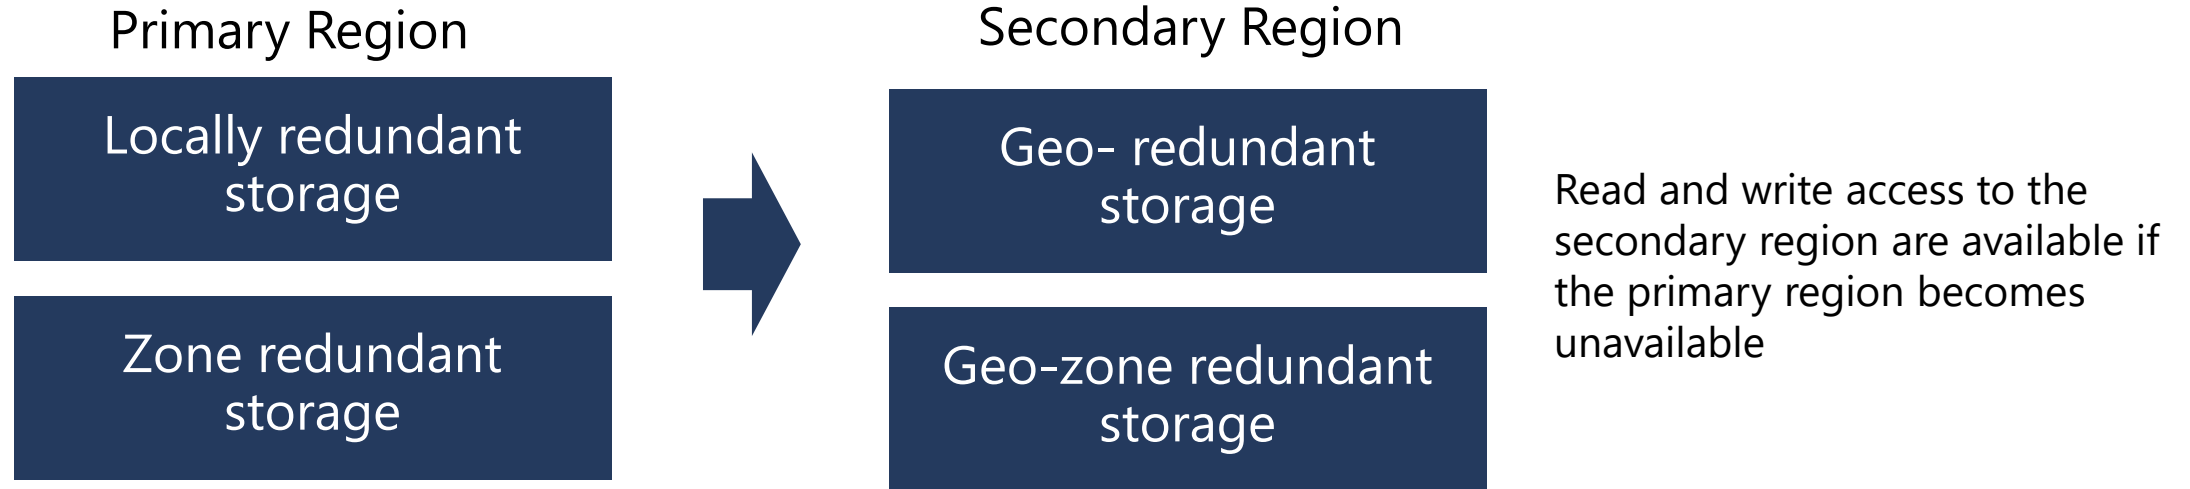 Primary Region
Locally redundant
storage
Zone redundant
storage
Secondary Region
Geo- redundant
storage
Geo-zone redundant
storage
Read and write access to the
secondary region are available if
the primary region becomes
unavailable